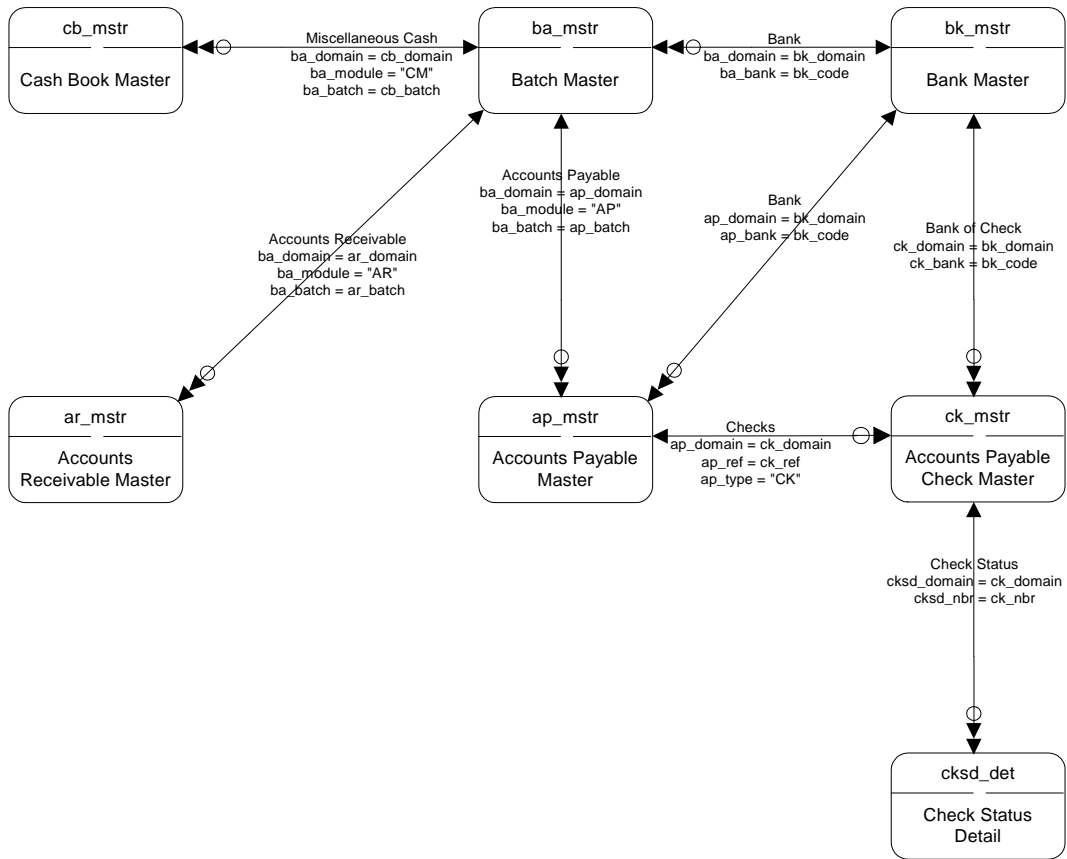 cb_mstr
Cash Book Master
Miscellaneous Cash
ba_domain = cb_domain
ba_module = "CM"
ba_batch = cb_batch
ba_mstr
Batch Master
Bank
ba_domain = bk_domain
ba_bank = bk_code
bk_mstr
Bank Master
Accounts Receivable
ba_domain = ar_domain
ba_module = "AR"
ba_batch = ar_batch
Accounts Payable
ba_domain = ap_domain
ba_module = "AP"
ba_batch = ap_batch
Bank
ap_domain = bk_domain
ap_bank = bk_code
Bank of Check
ck_domain = bk_domain
ck_bank = bk_code
ar_mstr
Accounts
Receivable Master
ap_mstr
Accounts Payable
Master
Checks
ap_domain = ck_domain
ap_ref = ck_ref
ap_type = "CK"
ck_mstr
Accounts Payable
Check Master
Check Status
cksd_domain = ck_domain
cksd_nbr = ck_nbr
cksd_det
Check Status
Detail